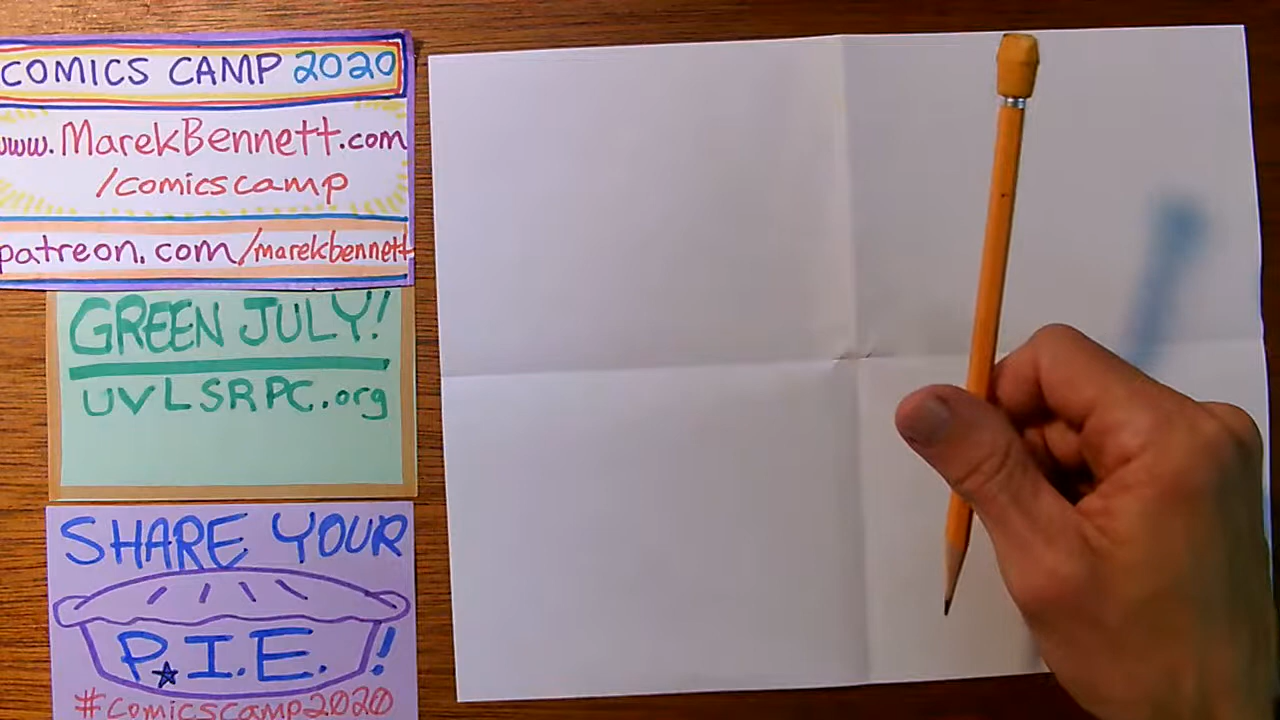 COMICS CAMP 2020
www.MarekBennett.com
/comicscamp
patreon.com/marekbennett
GREEN JULY!
UVLSRPC.org
SHARE YOUR
P.I.E.!
#comicscamp2020